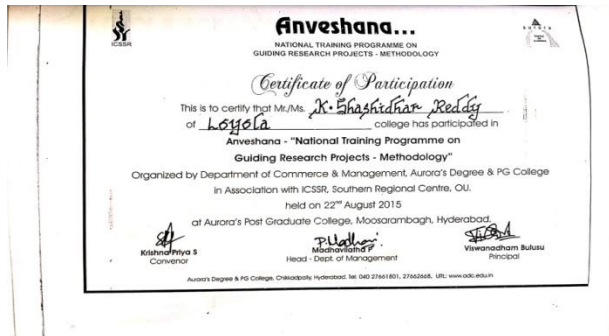 ICSSR
Anveshana...
aurora
NATIONAL TRAINING PROGRAMME ON
GUIDING RESEARCH PROJECTS - METHODOLOGY
Certificate of Participation
This is to certify that Mr./Ms. K. Shashidhar Reddy
of Loyola college has participated in
Anveshana - "National Training Programme on
Guiding Research Projects - Methodology"
Organized by Department of Commerce & Management, Aurora's Degree & PG College
in Association with ICSSR, Southern Regional Centre, OU.
held on 22nd August 2015
at Aurora's Post Graduate College, Moosarambagh, Hyderabad.
Krishna Priya S
Convenor
Madhavilatha P
Head - Dept. of Management
Viswanadham Bulusu
Principal
Aurora's Degree & PG College, Chikkadpally, Hyderabad. Tel: 040 27661801, 27662668. URL: www.adc.edu.in